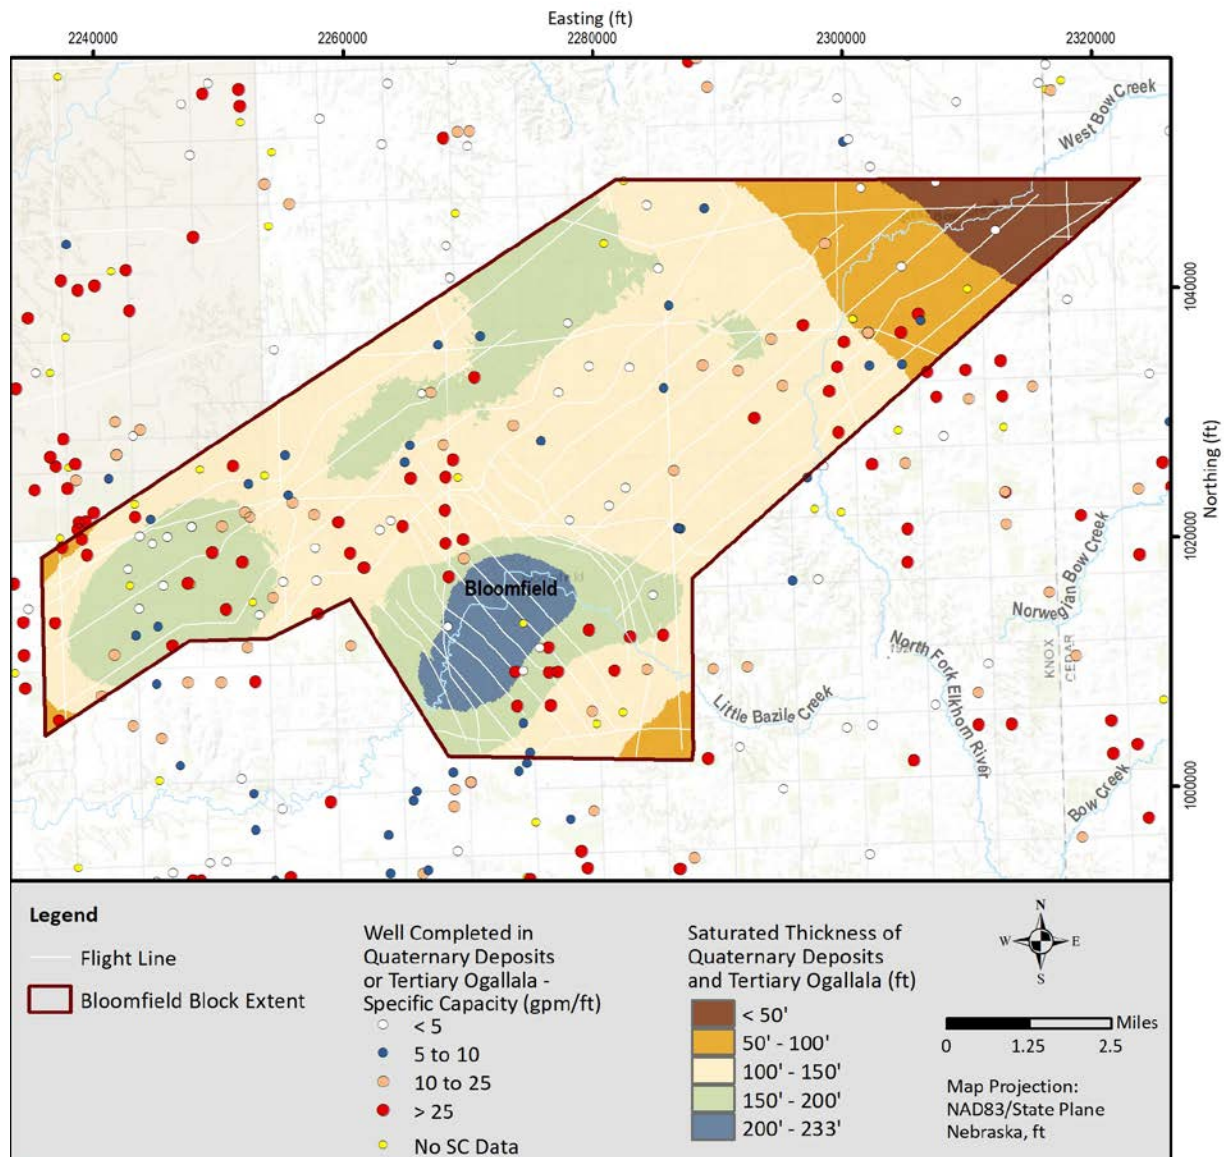 Easting (ft)
2240000
2260000
2280000
2300000
2320000
West Bow Creek
1040000
Northing (ft)
1020000
Bloomfield
Norwegian Bow Creek
North Fork Elkhorn River
KNOX
CEDAR
Little Bazile Creek
Bow Creek
1000000
Legend
Flight Line
Bloomfield Block Extent
Well Completed in
Quaternary Deposits
or Tertiary Ogallala -
Specific Capacity (gpm/ft)
< 5
5 to 10
10 to 25
> 25
No SC Data
Saturated Thickness of
Quaternary Deposits
and Tertiary Ogallala (ft)
< 50'
50' - 100'
100' - 150'
150' - 200'
200' - 233'
N
W
E
S
Miles
0
1.25
2.5
Map Projection:
NAD83/State Plane
Nebraska, ft